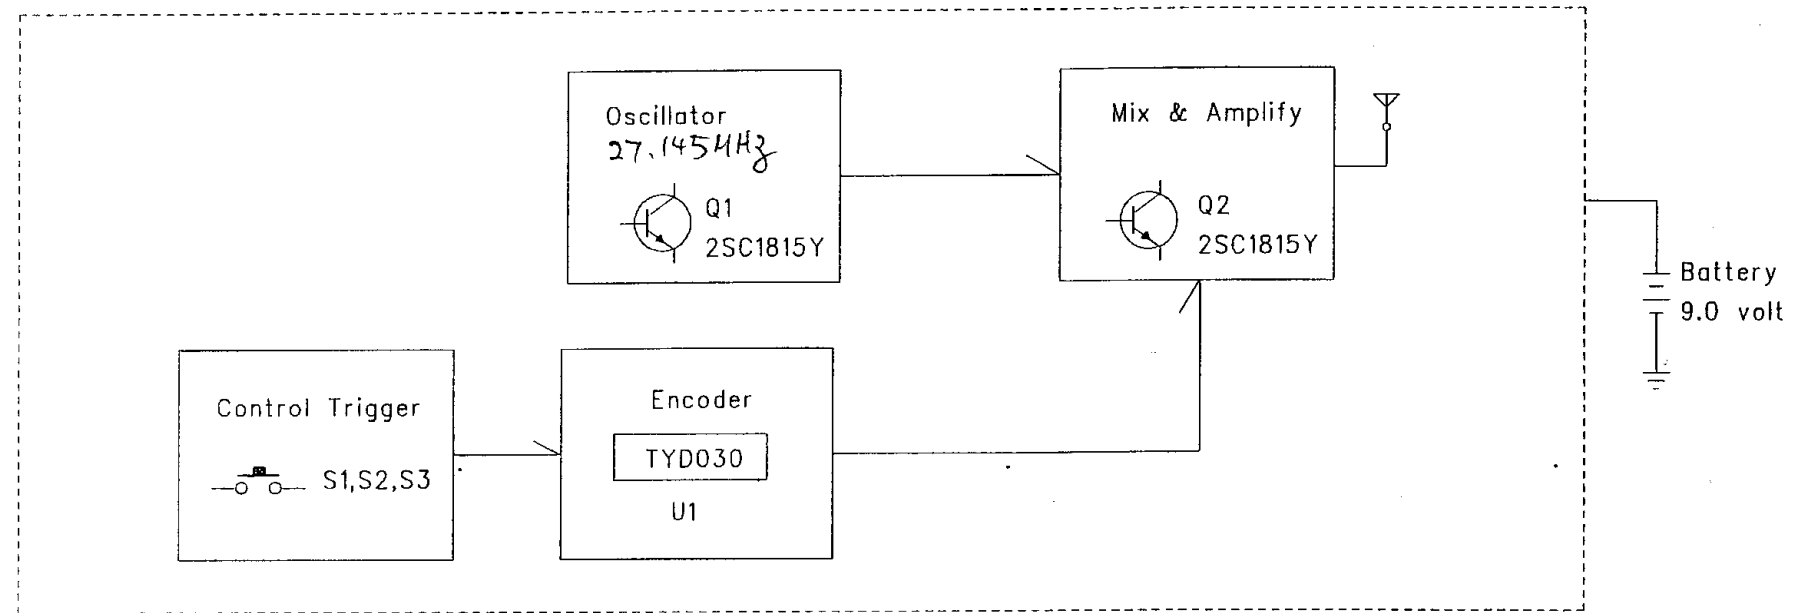 Oscillator
27.145MHz
Q1
2SC1815Y
Mix & Amplify
Q2
2SC1815Y
Battery
9.0 volt
Control Trigger
S1,S2,S3
Encoder
TYD030
U1